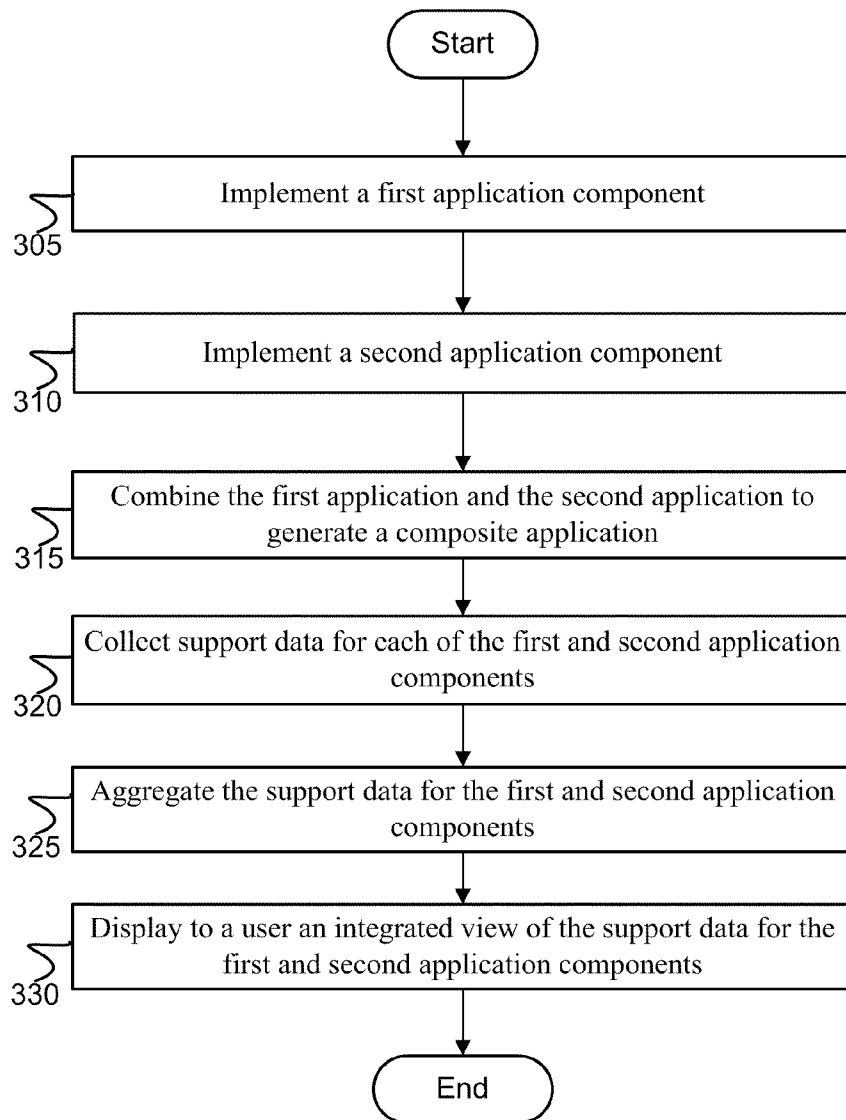 Start
Implement a first application component
305
Implement a second application component
310
Combine the first application and the second application to
generate a composite application
315
Collect support data for each of the first and second application
components
320
Aggregate the support data for the first and second application
components
325
Display to a user an integrated view of the support data for the
first and second application components
330
End